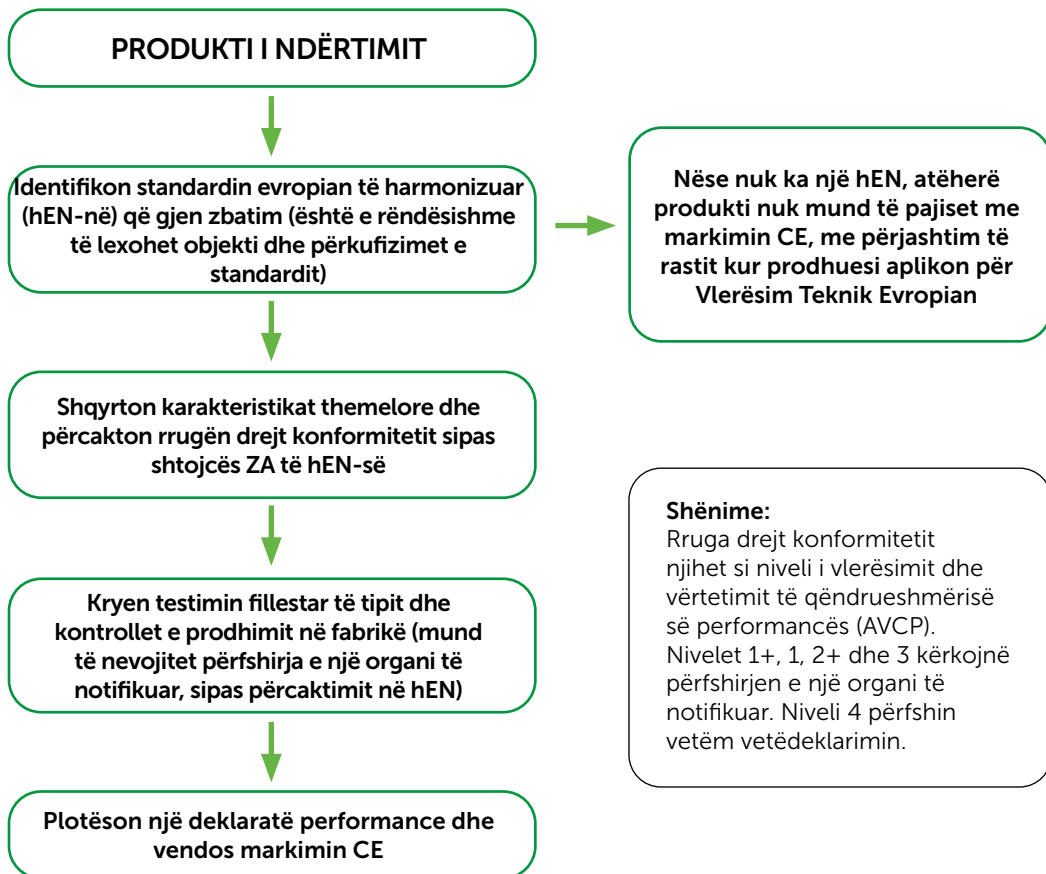 PRODUKTI I NDËRTIMIT
Identifikon standardin evropian të harmonizuar
(hEN-në) që gjen zbatim (është e rëndësishme
të lexohet objekti dhe përkufizimet e
standardit)
Nëse nuk ka një hEN, atëherë
produkti nuk mund të pajiset me
markimin CE, me përjashtim të
rastit kur prodhuesi aplikon për
Vlerësim Teknik Evropian
Shqyrton karakteristikat themelore dhe
përcakton rrugën drejt konformitetit sipas
shtojcës ZA të hEN-së
Kryen testimin fillestar të tipit dhe
kontrollet e prodhimit në fabrikë (mund
të nevojitet përfshirja e një organi të
notifikuar, sipas përcaktimit në hEN)
Shënime:
Rruga drejt konformitetit
njihet si niveli i vlerësimit dhe
vërtetimit të qëndrueshmërisë
së performancës (AVCP).
Nivelet 1+, 1, 2+ dhe 3 kërkojnë
përfshirjen e një organi të
notifikuar. Niveli 4 përfshin
vetëm vetëdeklarimin.
Plotëson një deklaratë performance dhe
vendos markimin CE